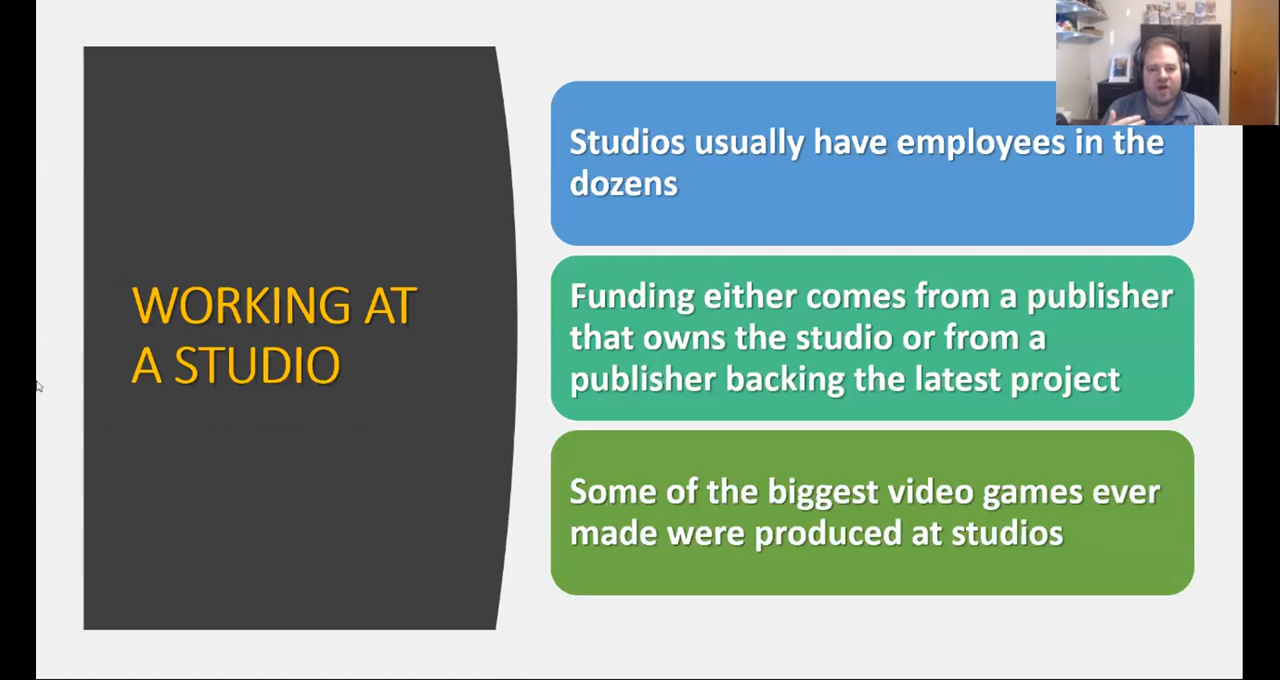 WORKING AT
A STUDIO
Studios usually have employees in the
dozens
Funding either comes from a publisher
that owns the studio or from a
publisher backing the latest project
Some of the biggest video games ever
made were produced at studios